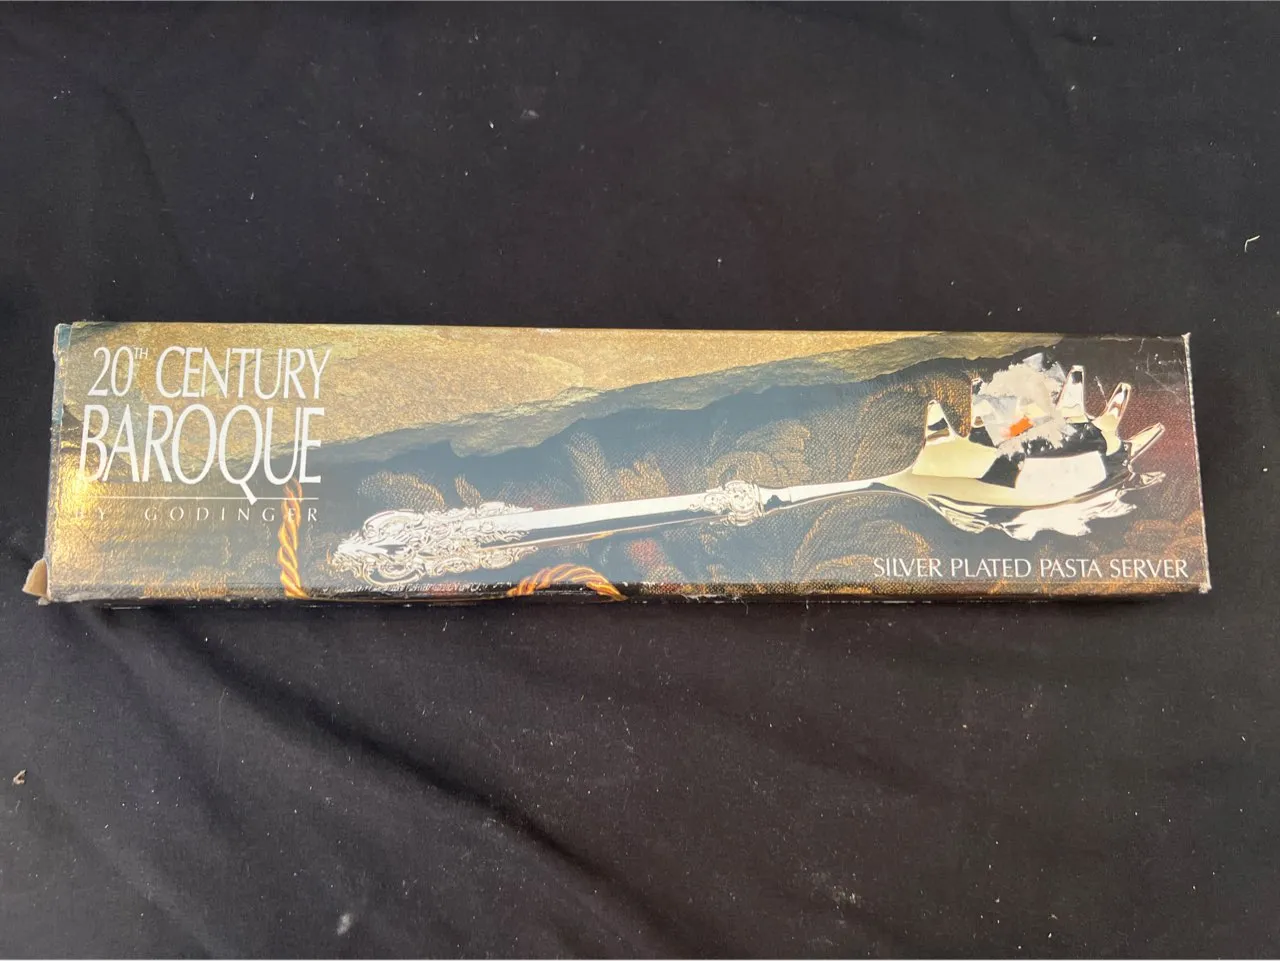 20TH CENTURY
BAROQUE
BY GODINGER
SILVER PLATED PASTA SERVER